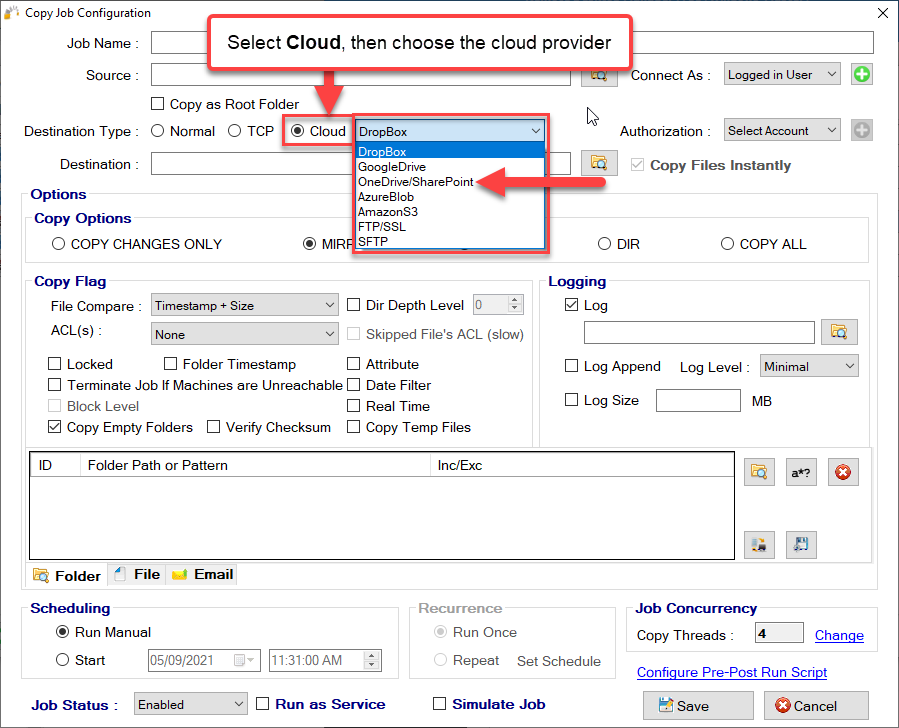 Copy Job Configuration
Job Name :
Select Cloud, then choose the cloud provider
Source :
Connect As :
Logged in User
Copy as Root Folder
Destination Type :
Normal
TCP
Cloud
DropBox
Authorization :
Select Account
DropBox
GoogleDrive
OneDrive/SharePoint
AzureBlob
AmazonS3
FTP/SSL
SFTP
Destination :
Copy Files Instantly
Options
Copy Options
COPY CHANGES ONLY
DIR
COPY ALL
Copy Flag
File Compare :
Timestamp + Size
Dir Depth Level
0
ACL(s) :
None
Skipped File's ACL (slow)
Locked
Folder Timestamp
Attribute
Terminate Job If Machines are Unreachable
Date Filter
Block Level
Real Time
Copy Empty Folders
Verify Checksum
Copy Temp Files
Logging
Log
Log Append
Log Level :
Minimal
Log Size
MB
ID
Folder Path or Pattern
Inc/Exc
a*?
Folder
File
Email
Scheduling
Run Manual
Start
05/09/2021
11:31:00 AM
Recurrence
Run Once
Repeat
Set Schedule
Job Concurrency
Copy Threads :
4
Change
Configure Pre-Post Run Script
Job Status :
Enabled
Run as Service
Simulate Job
Save
Cancel